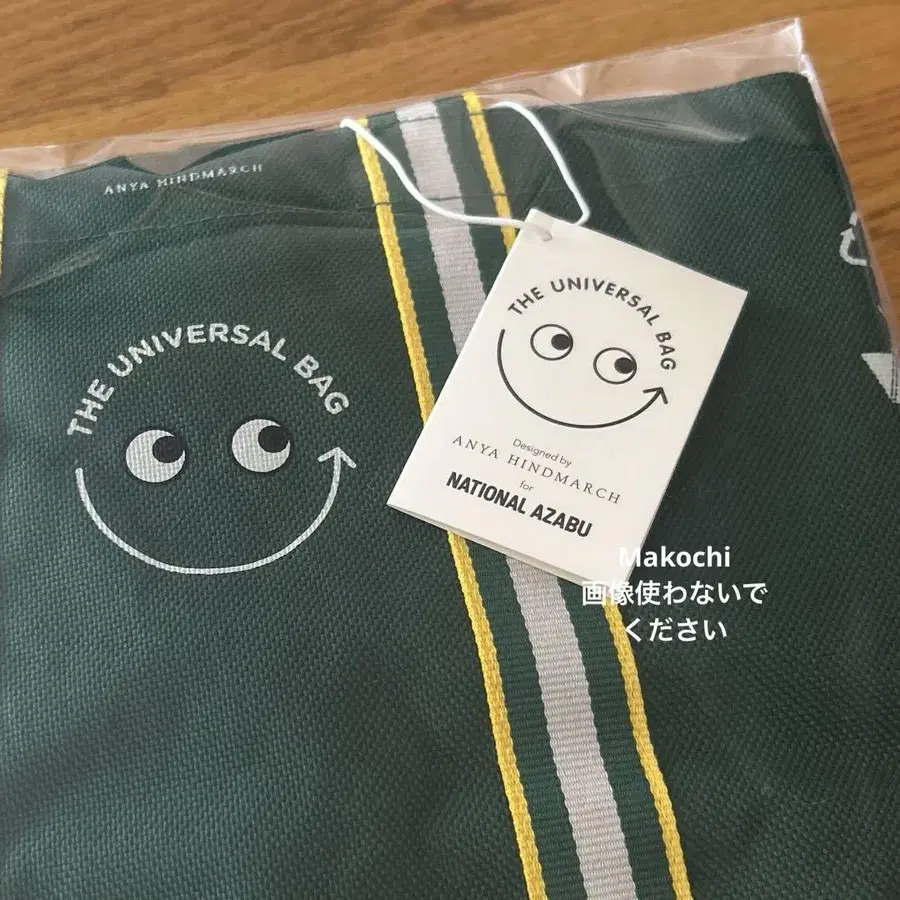 ANYA HINDMARCH
THE UNIVERSAL BAG
THE UNIVERSAL BAG
Designed by
ANYA HINDMARCH
for
NATIONAL AZABU
Makochi
画像使わないで
ください